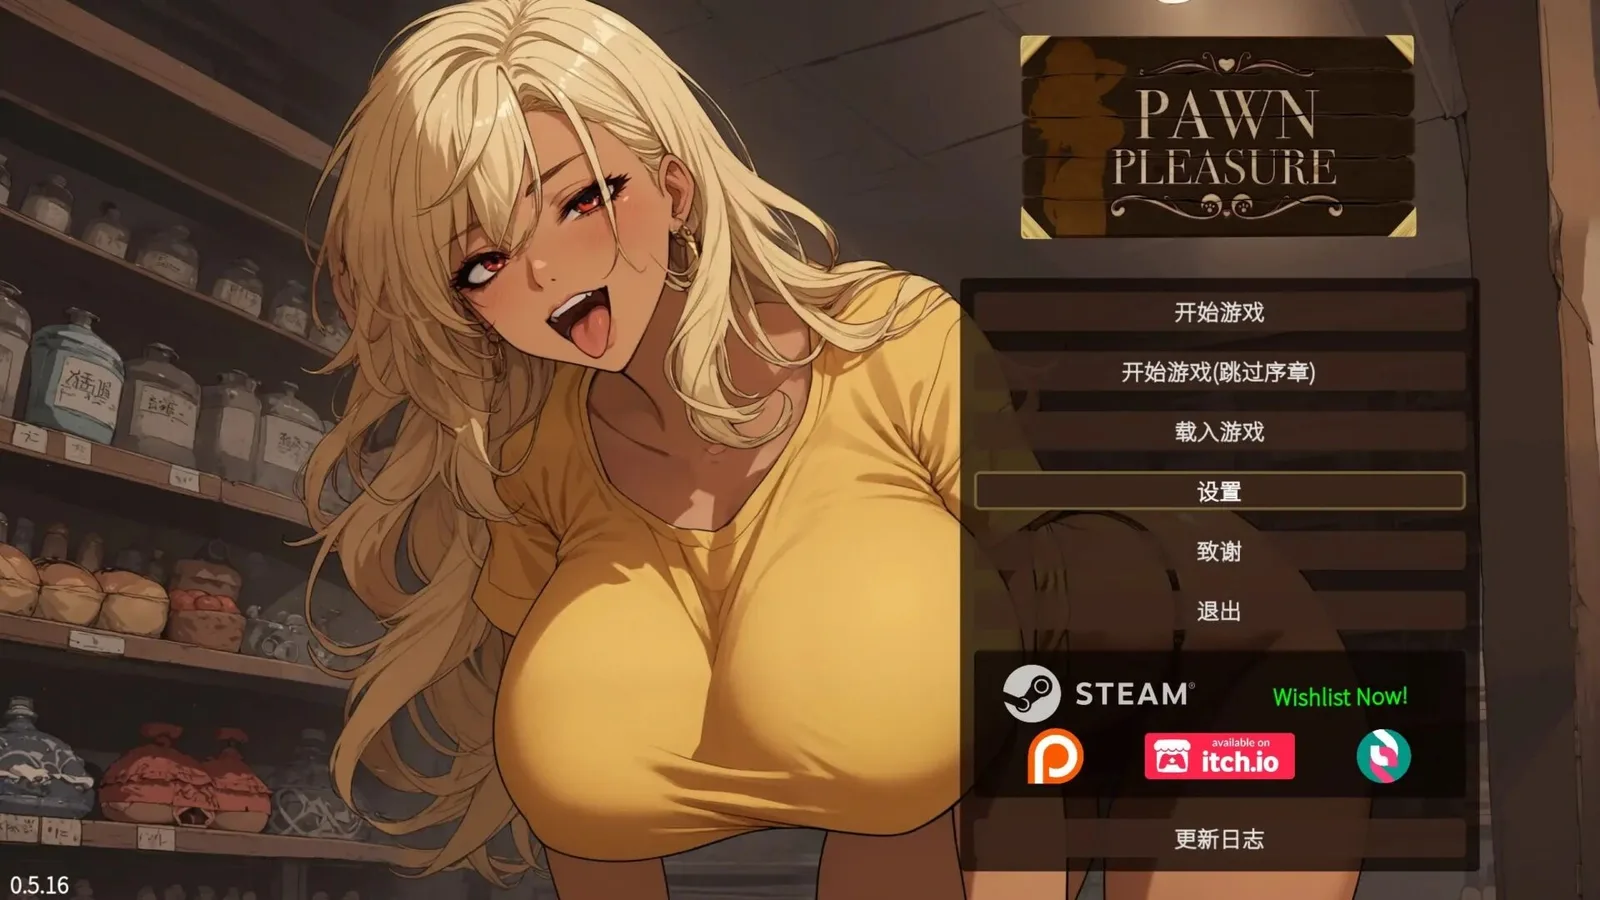 PAWN
PLEASURE
开始游戏
开始游戏(跳过序章)
载入游戏
设置
致谢
退出
STEAM®
Wishlist Now!
available on
itch.io
更新日志
0.5.16